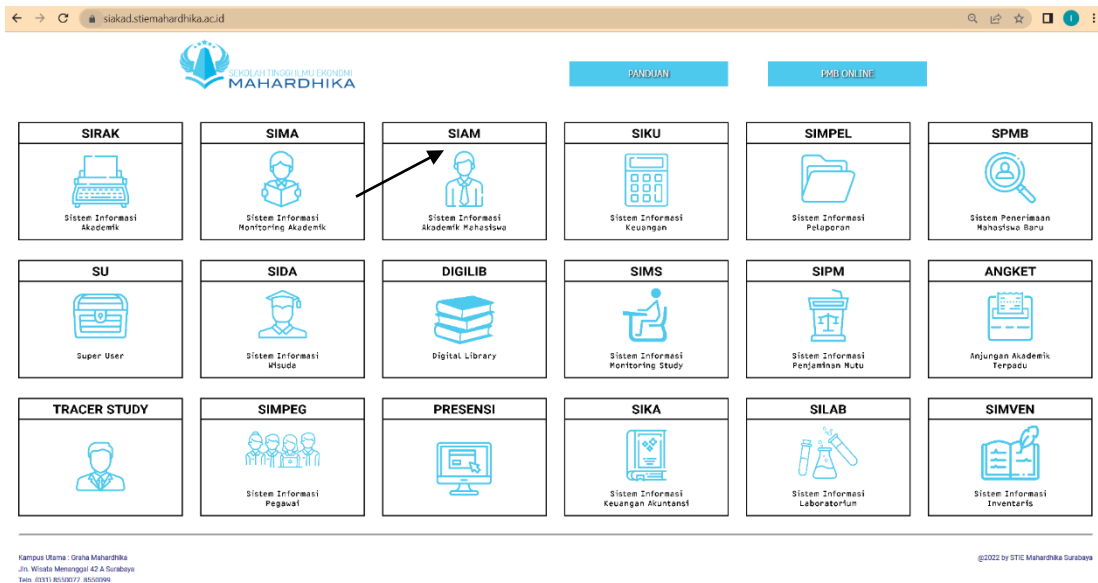 siakad.stiemahardhika.ac.id
SEKOLAH TINGGI ILMU EKONOMI
MAHARDHIKA
PANDUAN
PMB ONLINE
SIRAK
SIMA
SIAM
SIKU
SIMPEL
SPMB
Sistem Informasi
Akademik
Sistem Informasi
Monitoring Akademik
Sistem Informasi
Akademik Mahasiswa
Sistem Informasi
Keuangan
Sistem Informasi
Pelaporan
Sistem Penerimaan
Mahasiswa Baru
SU
SIDA
DIGILIB
SIMS
SIPM
ANGKET
Super User
Sistem Informasi
Wisuda
Digital Library
Sistem Informasi
Monitoring Study
Sistem Informasi
Penjaminan Mutu
Anjungan Akademik
Terpadu
TRACER STUDY
SIMPEG
PRESENSI
SIKA
SILAB
SIMVEN
Sistem Informasi
Pegawai
Sistem Informasi
Keuangan Akuntansi
Sistem Informasi
Laboratorium
Sistem Informasi
Inventaris
Kampus Utama : Graha Mahardhika
Jln. Wisata Menanggal 42 A Surabaya
Telp. (031) 8550077, 8550099
@2022 by STIE Mahardhika Surabaya